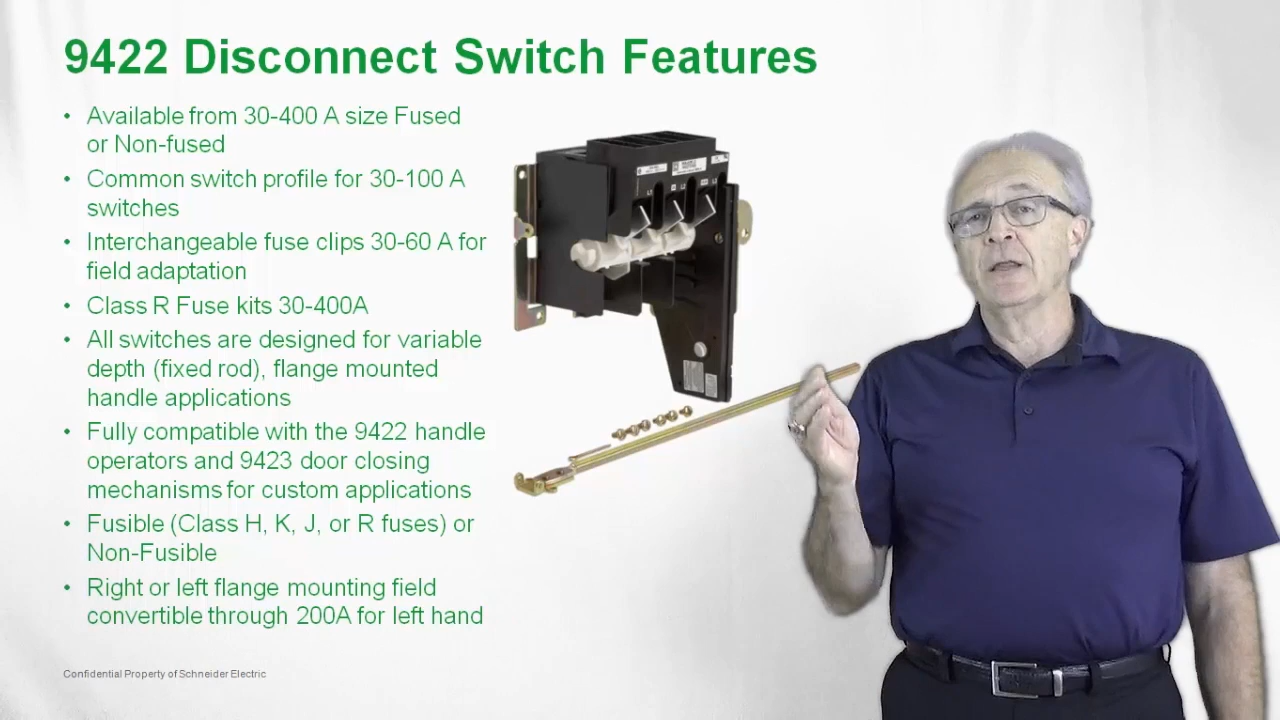 9422 Disconnect Switch Features
• Available from 30-400 A size Fused
or Non-fused
• Common switch profile for 30-100 A
switches
• Interchangeable fuse clips 30-60 A for
field adaptation
• Class R Fuse kits 30-400A
• All switches are designed for variable
depth (fixed rod), flange mounted
handle applications
• Fully compatible with the 9422 handle
operators and 9423 door closing
mechanisms for custom applications
• Fusible (Class H, K, J, or R fuses) or
Non-Fusible
• Right or left flange mounting field
convertible through 200A for left hand
Confidential Property of Schneider Electric